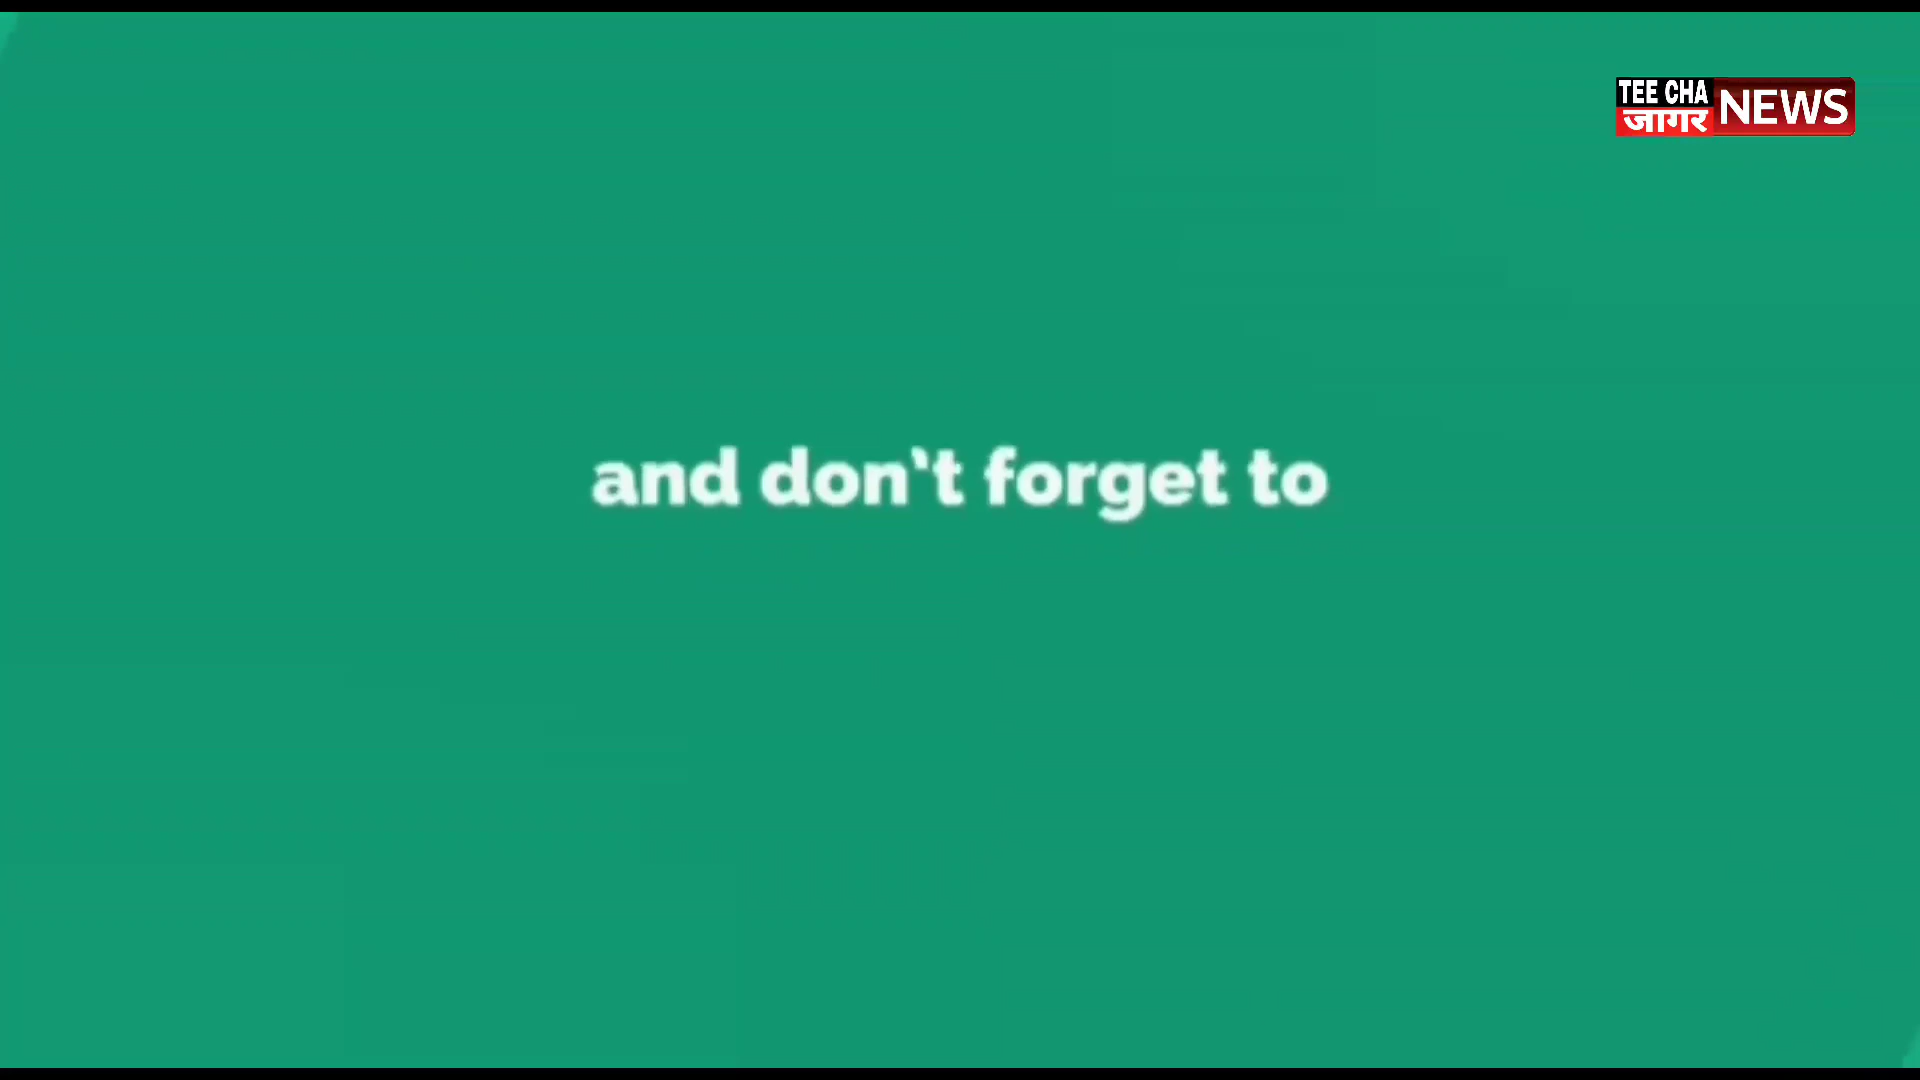 TEE CHA
जागर
NEWS
and don't forget to